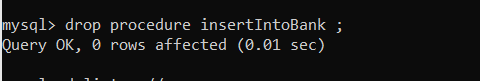 mysql> drop procedure insertIntoBank ;
Query OK, 0 rows affected (0.01 sec)